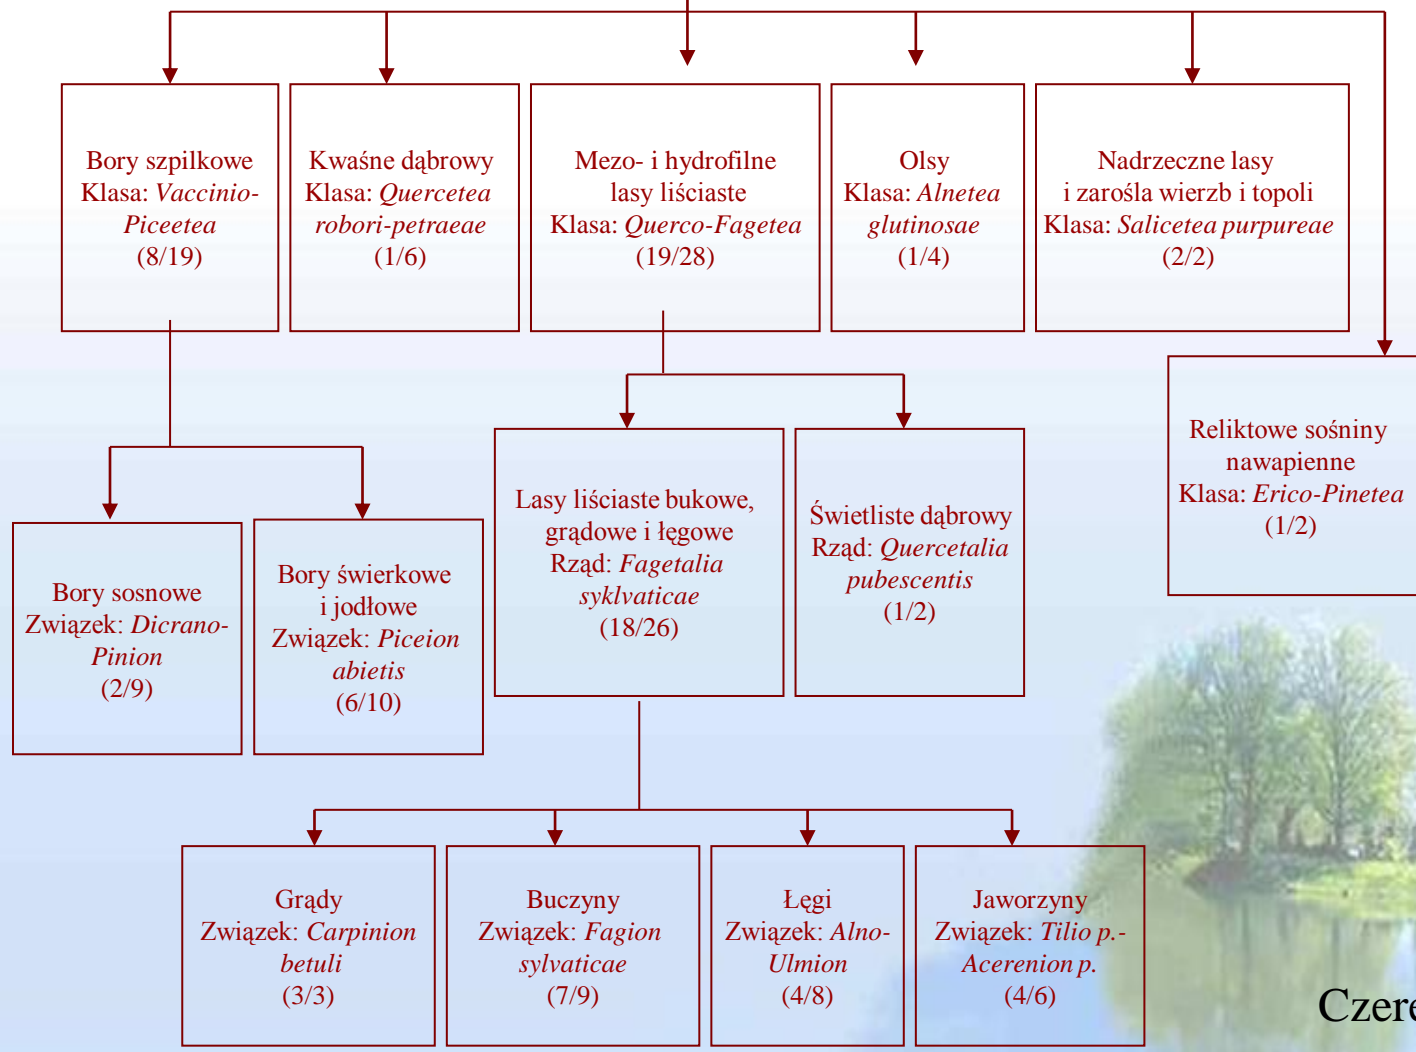 Bory szpilkowe
Klasa: Vaccinio-
Piceetea
(8/19)
Kwaśne dąbrowy
Klasa: Quercetea
robori-petraeae
(1/6)
Mezo- i hydrofilne
lasy liściaste
Klasa: Querco-Fagetea
(19/28)
Olsy
Klasa: Alnetea
glutinosae
(1/4)
Nadrzeczne lasy
i zarośla wierzb i topoli
Klasa: Salicetea purpureae
(2/2)
Reliktowe sośniny
nawapienne
Klasa: Erico-Pinetea
(1/2)
Bory sosnowe
Związek: Dicrano-
Pinion
(2/9)
Bory świerkowe
i jodłowe
Związek: Piceion
abietis
(6/10)
Lasy liściaste bukowe,
grądowe i łęgowe
Rząd: Fagetalia
syklvaticae
(18/26)
Świetliste dąbrowy
Rząd: Quercetalia
pubescentis
(1/2)
Grądy
Związek: Carpinion
betuli
(3/3)
Buczyny
Związek: Fagion
sylvaticae
(7/9)
Łęgi
Związek: Alno-
Ulmion
(4/8)
Jaworzyny
Związek: Tilio p.-
Acerenion p.
(4/6)
Czere